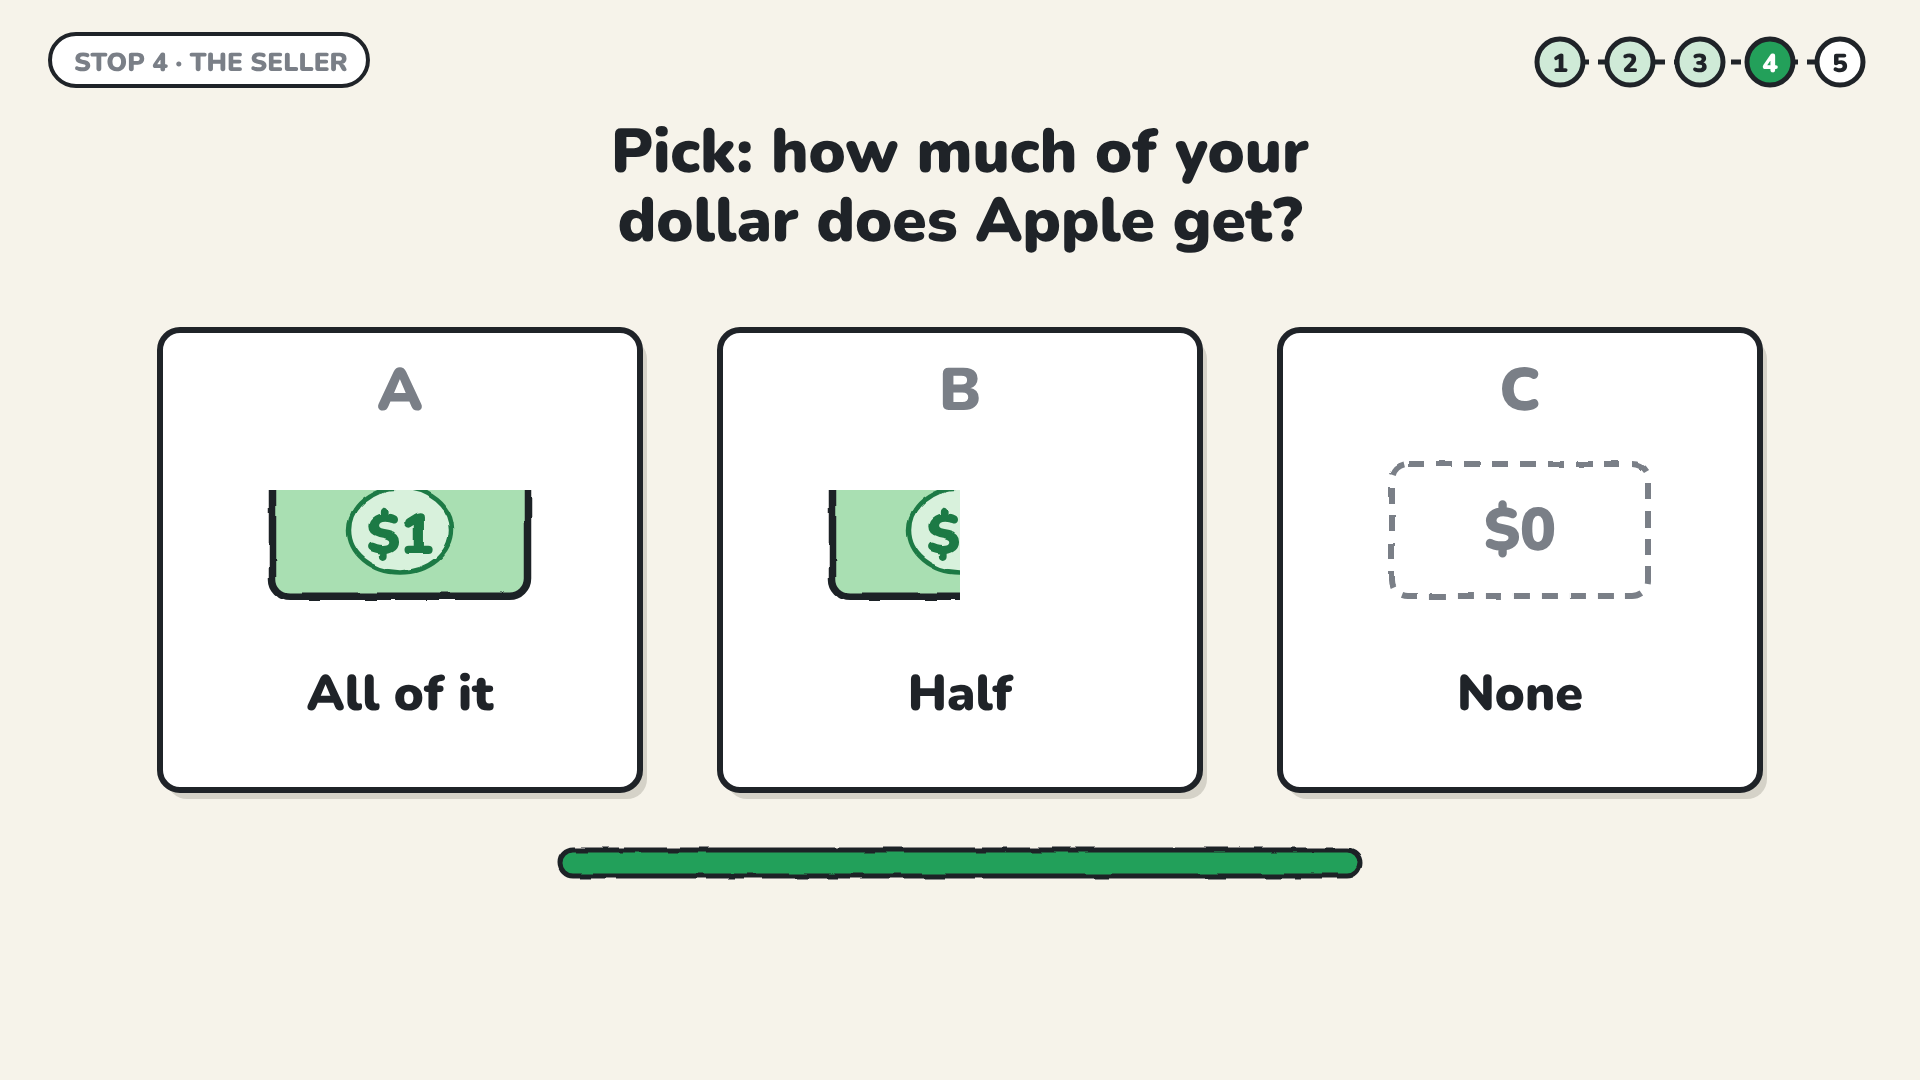 STOP 4 · THE SELLER
1 2 3 4 5
Pick: how much of your
dollar does Apple get?
A
$1
All of it
B
$
Half
C
$0
None